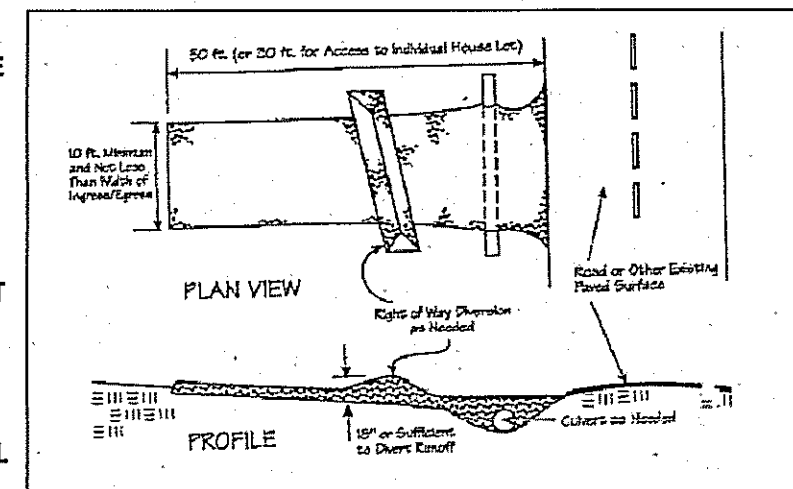 50 ft. (or 20 ft. for Access to Individual House Lot)
10 ft. Minimum
and Not Less
Than Width of
Ingress/Egress
PLAN VIEW
Right of Way Diversion
as Needed
Road or Other Existing
Paved Surface
PROFILE
18" or Sufficient
to Divert Runoff
Culvert as Needed
E
T
L